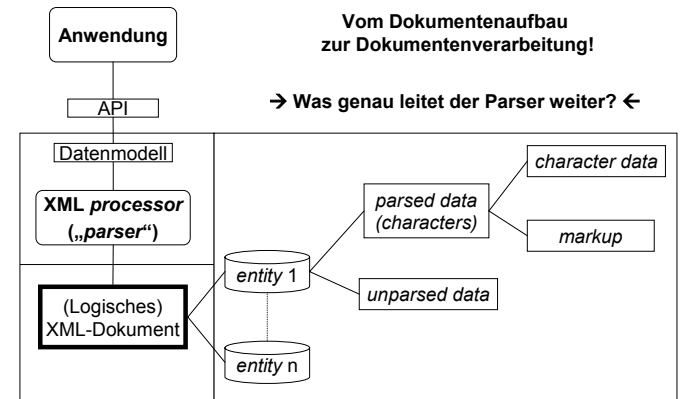 Vom Dokumentenaufbau
zur Dokumentenverarbeitung!
→ Was genau leitet der Parser weiter? ←
Anwendung
API
Datenmodell
XML processor
(„parser“)
(Logisches)
XML-Dokument
entity 1
entity n
parsed data
(characters)
unparsed data
character data
markup